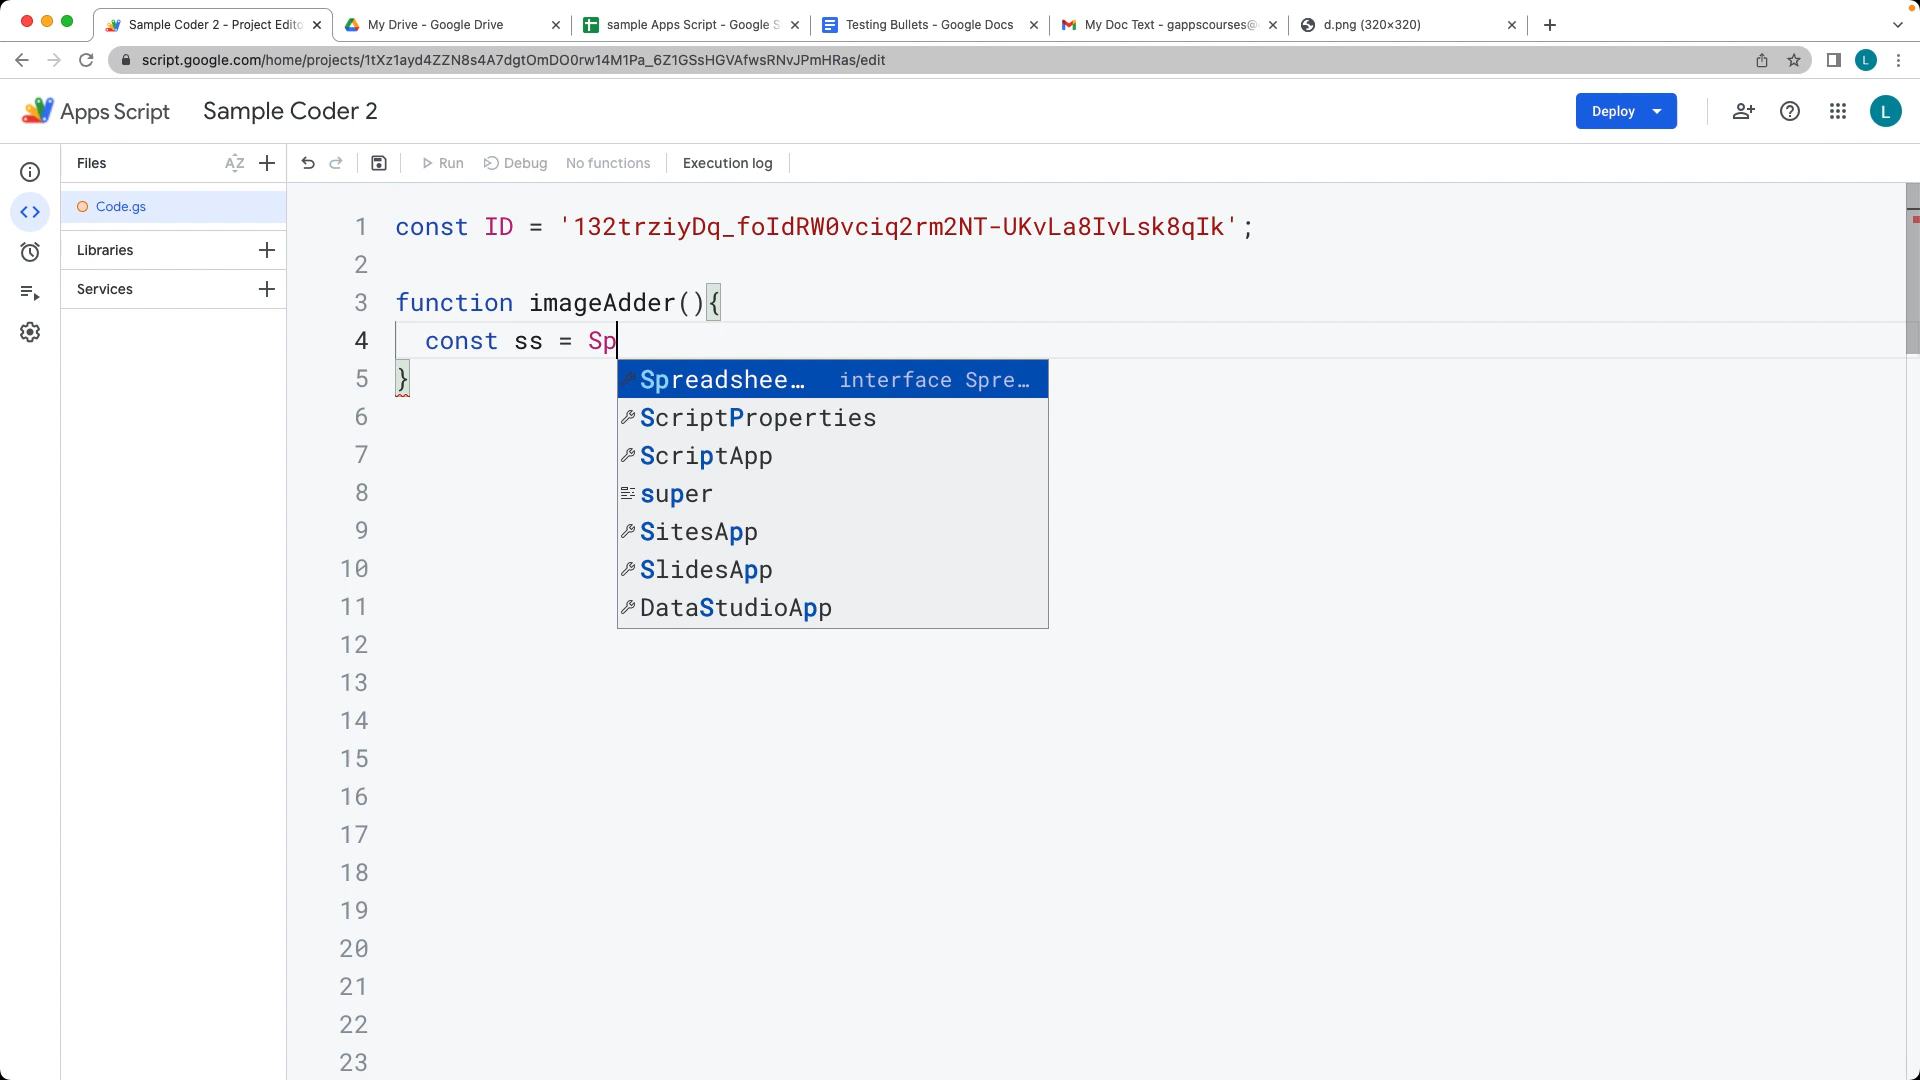 Sample Coder 2 - Project Edito
My Drive - Google Drive
sample Apps Script - Google S
Testing Bullets - Google Docs
My Doc Text - gappscourses@
d.png (320×320)
script.google.com/home/projects/1tXz1ayd4ZZN8s4A7dgtOmDO0rw14M1Pa_6Z1GSsHGVAfwsRNvJPmHRas/edit
L
Apps Script
Sample Coder 2
Deploy
L
Files
AZ
Run
Debug
No functions
Execution log
Code.gs
Libraries
Services
1 const ID = '132trziyDq_foIdRW0vciq2rm2NT-UKvLa8IvLsk8qIk';
2
3 function imageAdder(){
4 const ss = Sp
5 }
Spreadshee… interface Spre…
ScriptProperties
ScriptApp
super
SitesApp
SlidesApp
DataStudioApp
6
7
8
9
10
11
12
13
14
15
16
17
18
19
20
21
22
23